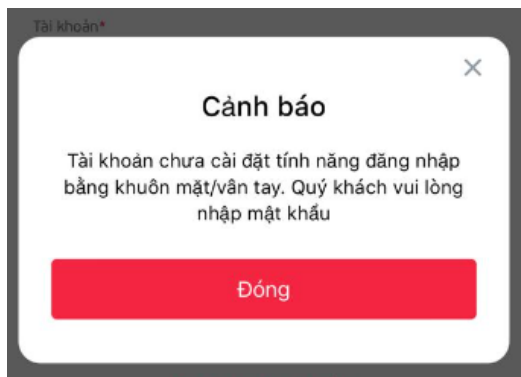 Tài khoản*
Cảnh báo
Tài khoản chưa cài đặt tính năng đăng nhập
bằng khuôn mặt/vân tay. Quý khách vui lòng
nhập mật khẩu
Đóng